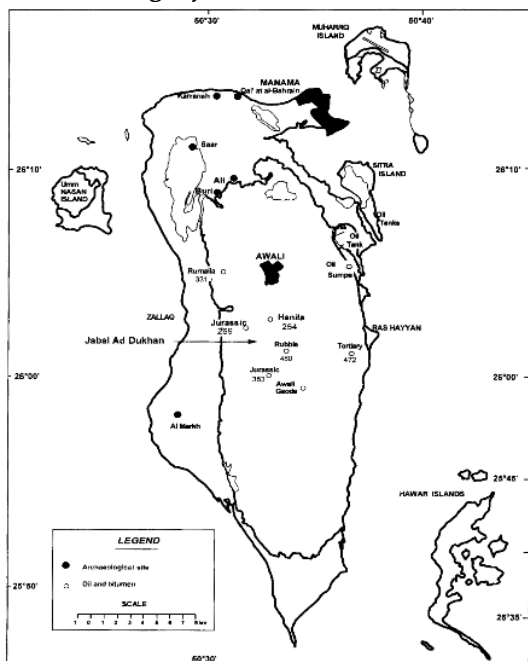 50°30'
50°40'
MUHARRAQ
ISLAND
MANAMA
Karranah
Qal' at al-Bahrain
Saar
26°10'
26°10'
SITRA
ISLAND
Umm
NASAN
ISLAND
Ali
Buri
Oil
Tanks
Oil
Tank
AWALI
Oil
Sumps
Rumaila
331
ZALLAQ
Hanifa
254
Jurassic
RAS HAYYAN
Jabal Ad Dukhan
Rubble
450
Tertiary
472
Jurassic
26°00'
26°00'
Awali
Geode
Al Markh
25°45'
HAWAR ISLANDS
LEGEND
Archaeological site
Oil and bitumen
SCALE
25°50'
25°35'
50°30'